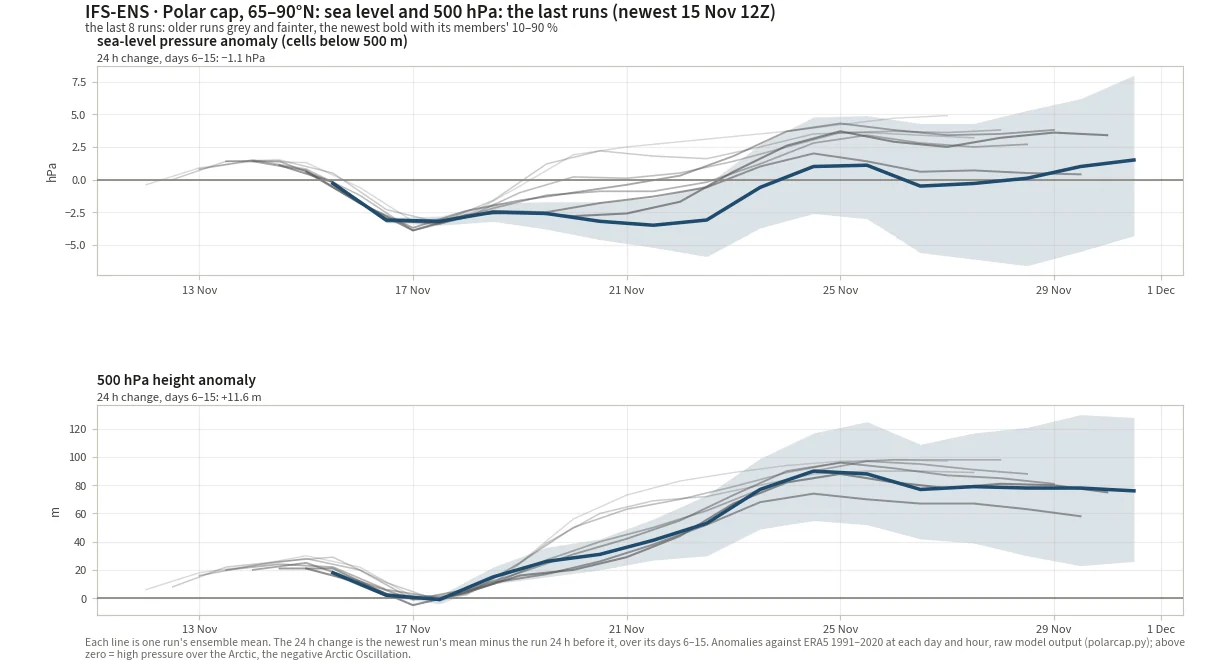 IFS-ENS · Polar cap, 65–90°N: sea level and 500 hPa: the last runs (newest 15 Nov 12Z)
the last 8 runs: older runs grey and fainter, the newest bold with its members' 10–90 %
sea-level pressure anomaly (cells below 500 m)
24 h change, days 6–15: −1.1 hPa
7.5
5.0
2.5
0.0
−2.5
−5.0
hPa
13 Nov
17 Nov
21 Nov
25 Nov
29 Nov
1 Dec
500 hPa height anomaly
24 h change, days 6–15: +11.6 m
120
100
80
60
40
20
0
m
13 Nov
17 Nov
21 Nov
25 Nov
29 Nov
1 Dec
Each line is one run's ensemble mean. The 24 h change is the newest run's mean minus the run 24 h before it, over its days 6–15. Anomalies against ERA5 1991–2020 at each day and hour, raw model output (polarcap.py); above
zero = high pressure over the Arctic, the negative Arctic Oscillation.